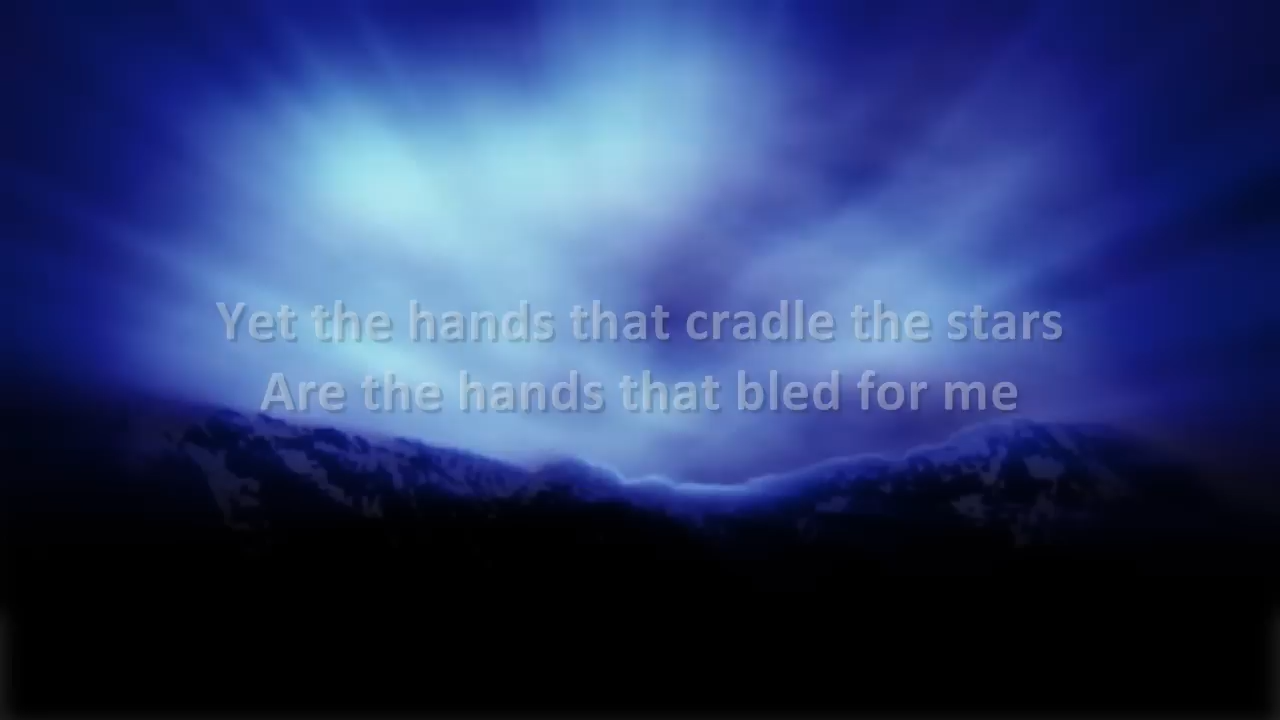 Yet the hands that cradle the stars
Are the hands that bled for me